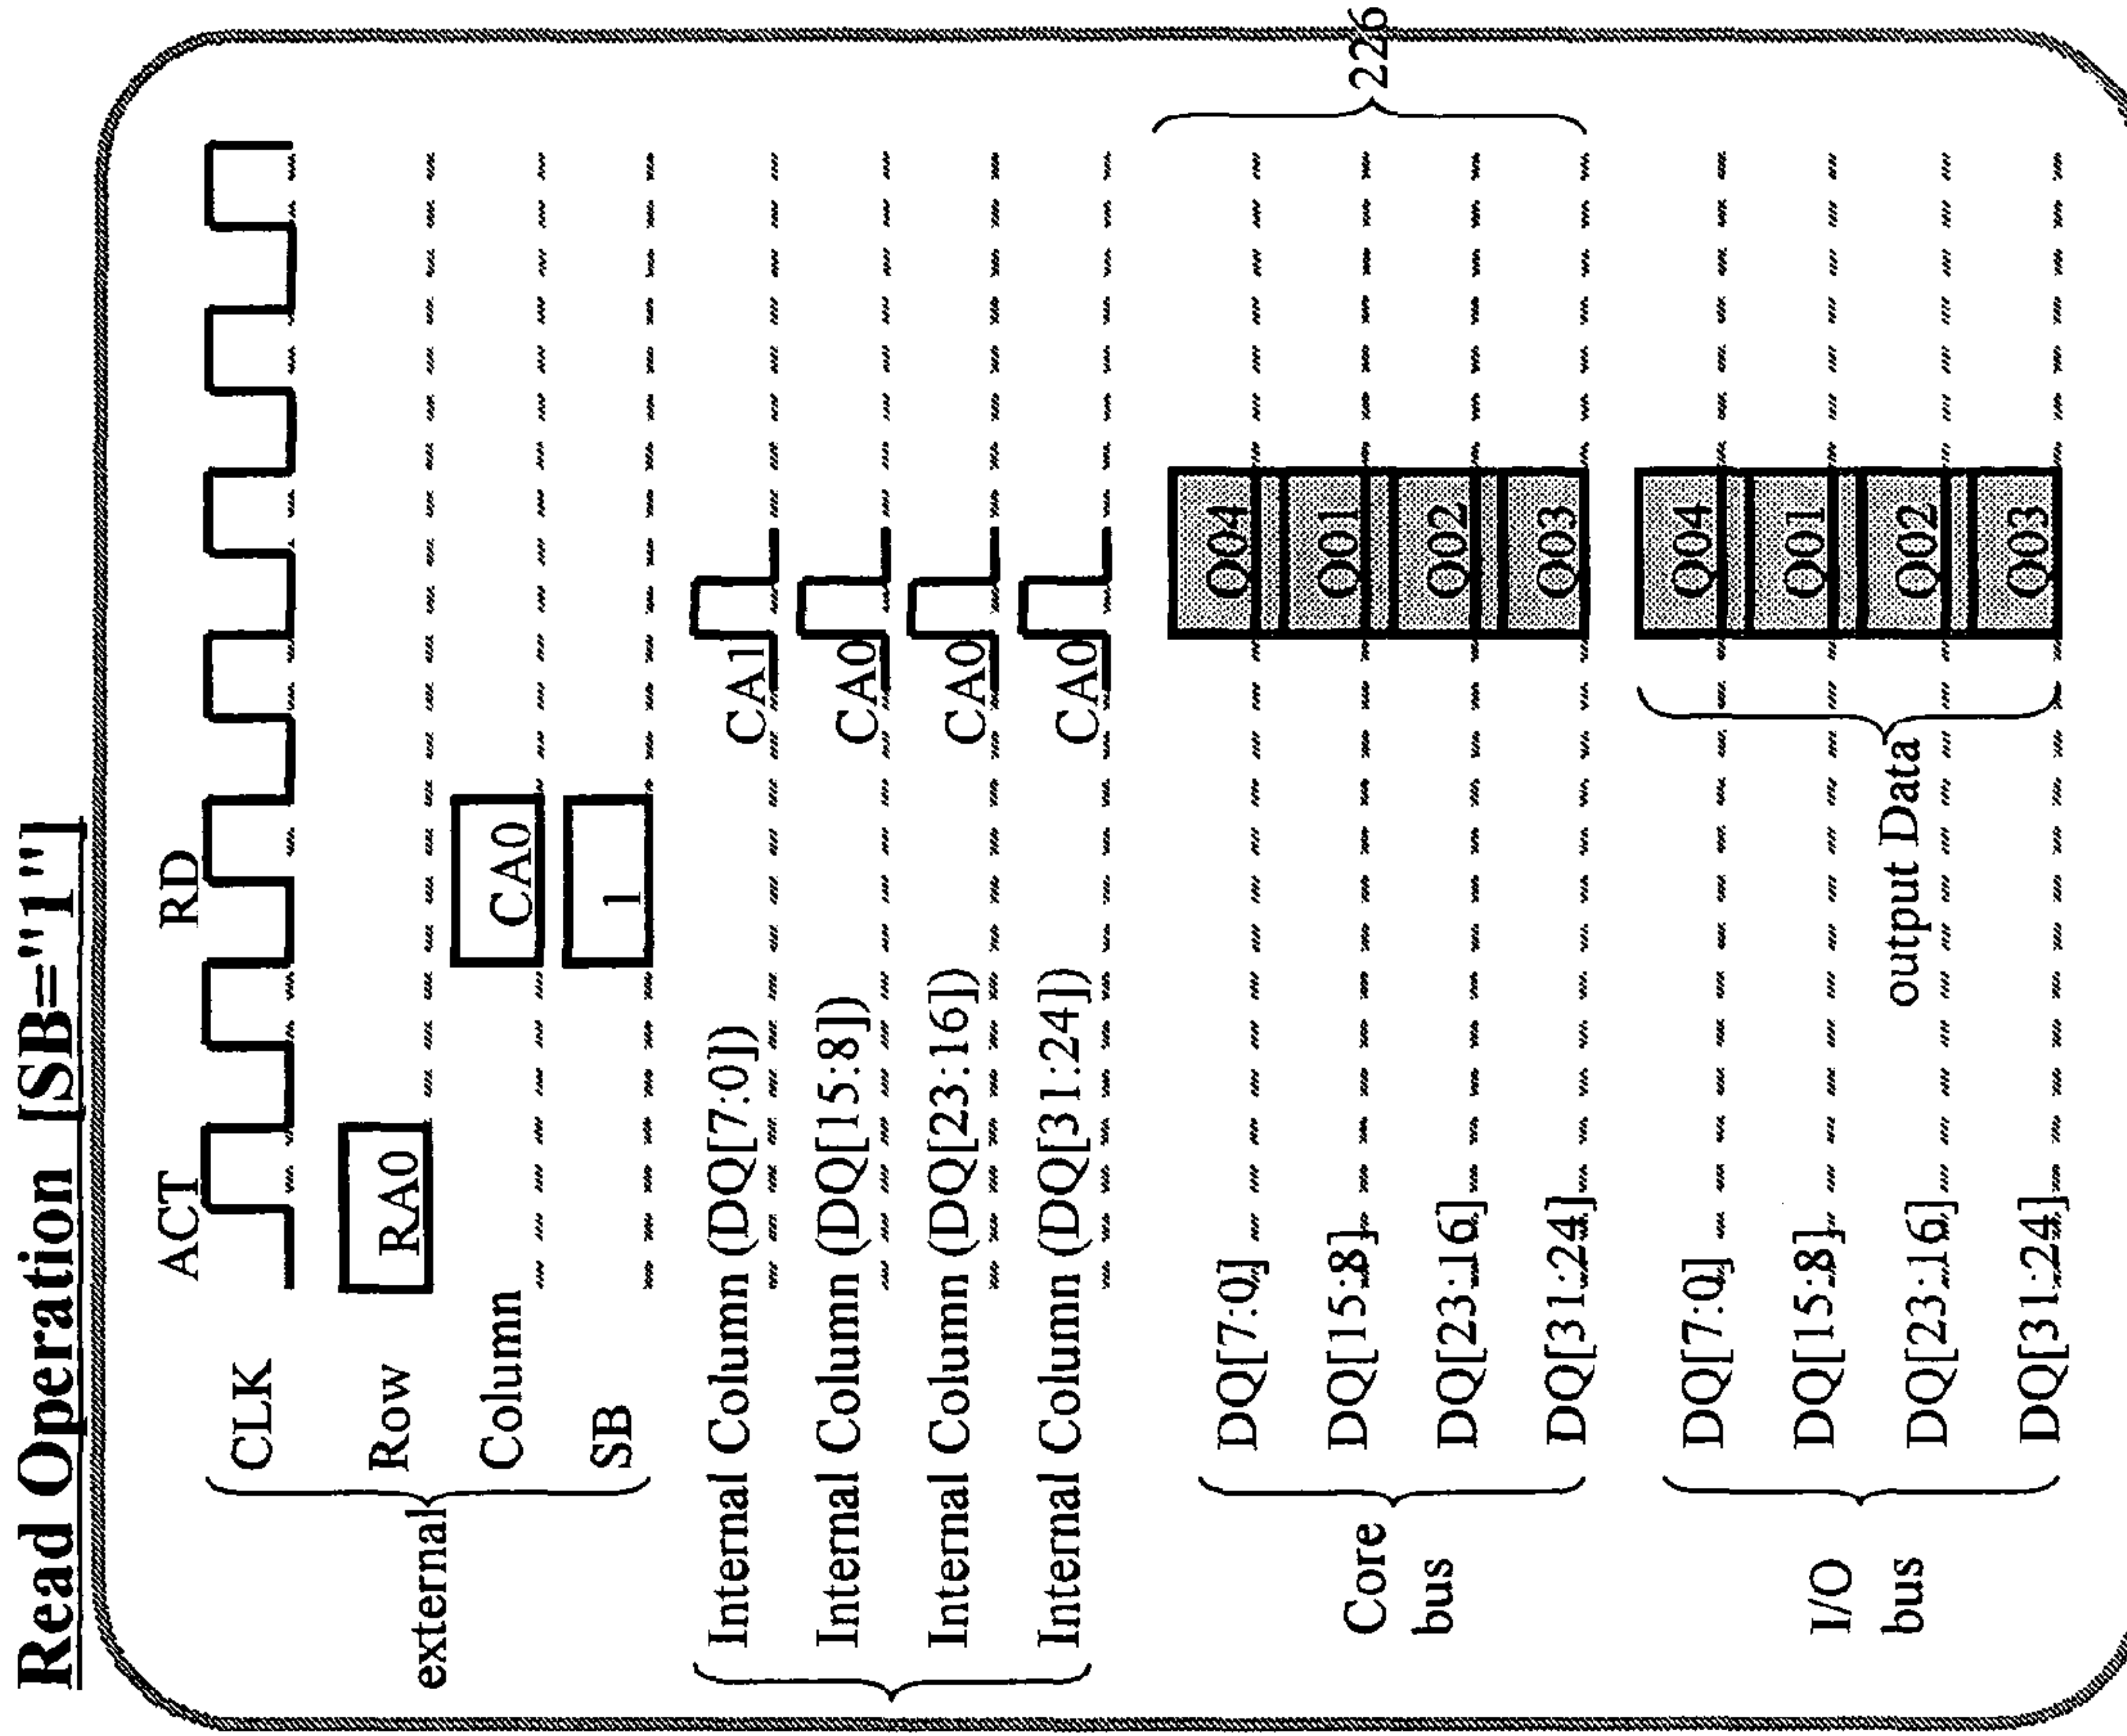 Read Operation [SB="1"]
ACT RD
external
CLK
Row RA0
Column CA0
SB 1
Internal Column (DQ[7:0]) CA1
Internal Column (DQ[15:8]) CA0
Internal Column (DQ[23:16]) CA0
Internal Column (DQ[31:24]) CA0
Core
bus
DQ[7:0] Q04
DQ[15:8] Q01
DQ[23:16] Q02
DQ[31:24] Q03
226
I/O
bus
DQ[7:0] Q04
DQ[15:8] Q01
DQ[23:16] Q02
DQ[31:24] Q03
output Data